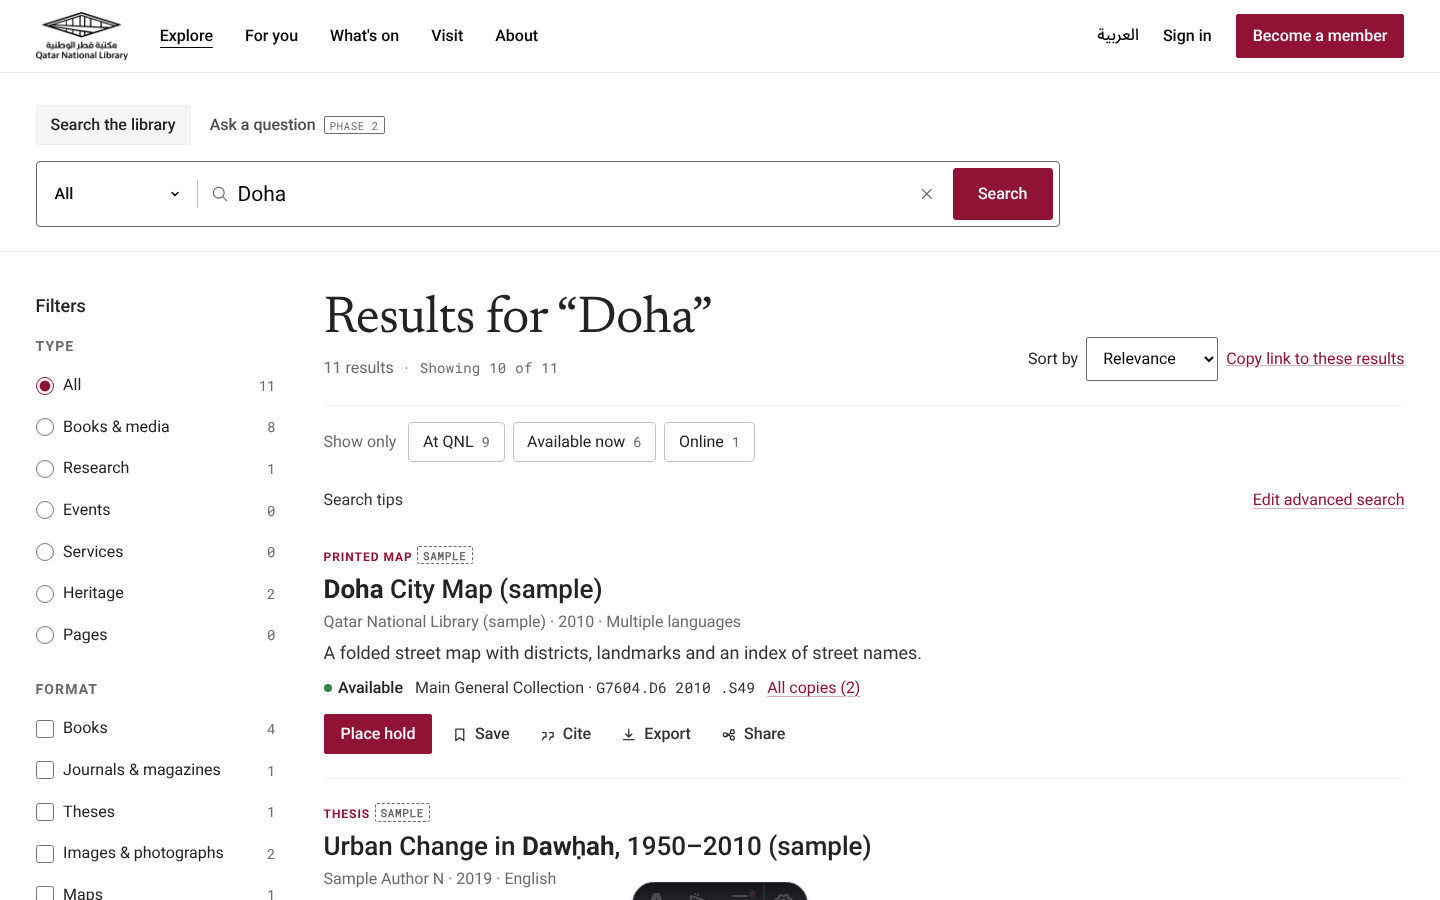 مكتبة قطر الوطنية
Qatar National Library
Explore For you What's on Visit About العربية Sign in Become a member
Search the library Ask a question PHASE 2
All Doha Search
Filters
TYPE
All 11
Books & media 8
Research 1
Events 0
Services 0
Heritage 2
Pages 0
FORMAT
Books 4
Journals & magazines 1
Theses 1
Images & photographs 2
Maps 1
Results for “Doha”
11 results · Showing 10 of 11
Sort by Relevance Copy link to these results
Show only At QNL 9 Available now 6 Online 1
Search tips Edit advanced search
PRINTED MAP SAMPLE
Doha City Map (sample)
Qatar National Library (sample) · 2010 · Multiple languages
A folded street map with districts, landmarks and an index of street names.
Available Main General Collection · G7604.D6 2010 .S49 All copies (2)
Place hold Save Cite Export Share
THESIS SAMPLE
Urban Change in Dawḥah, 1950–2010 (sample)
Sample Author N · 2019 · English